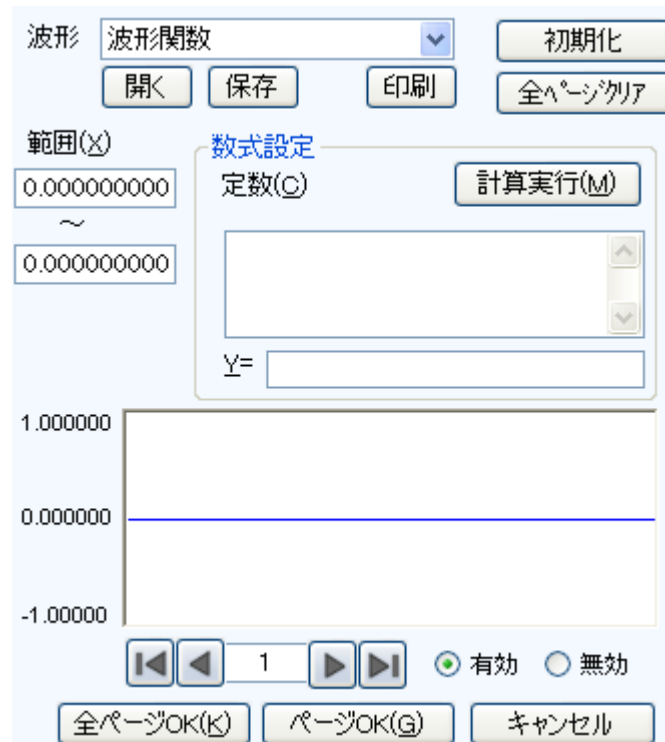 波形 波形関数 初期化
開く 保存 印刷 全ページクリア
範囲(X) 数式設定
定数(C) 計算実行(M)
0.000000000
～
0.000000000
Y=
1.000000
0.000000
-1.00000
1 有効 無効
全ページOK(K) ページOK(G) キャンセル